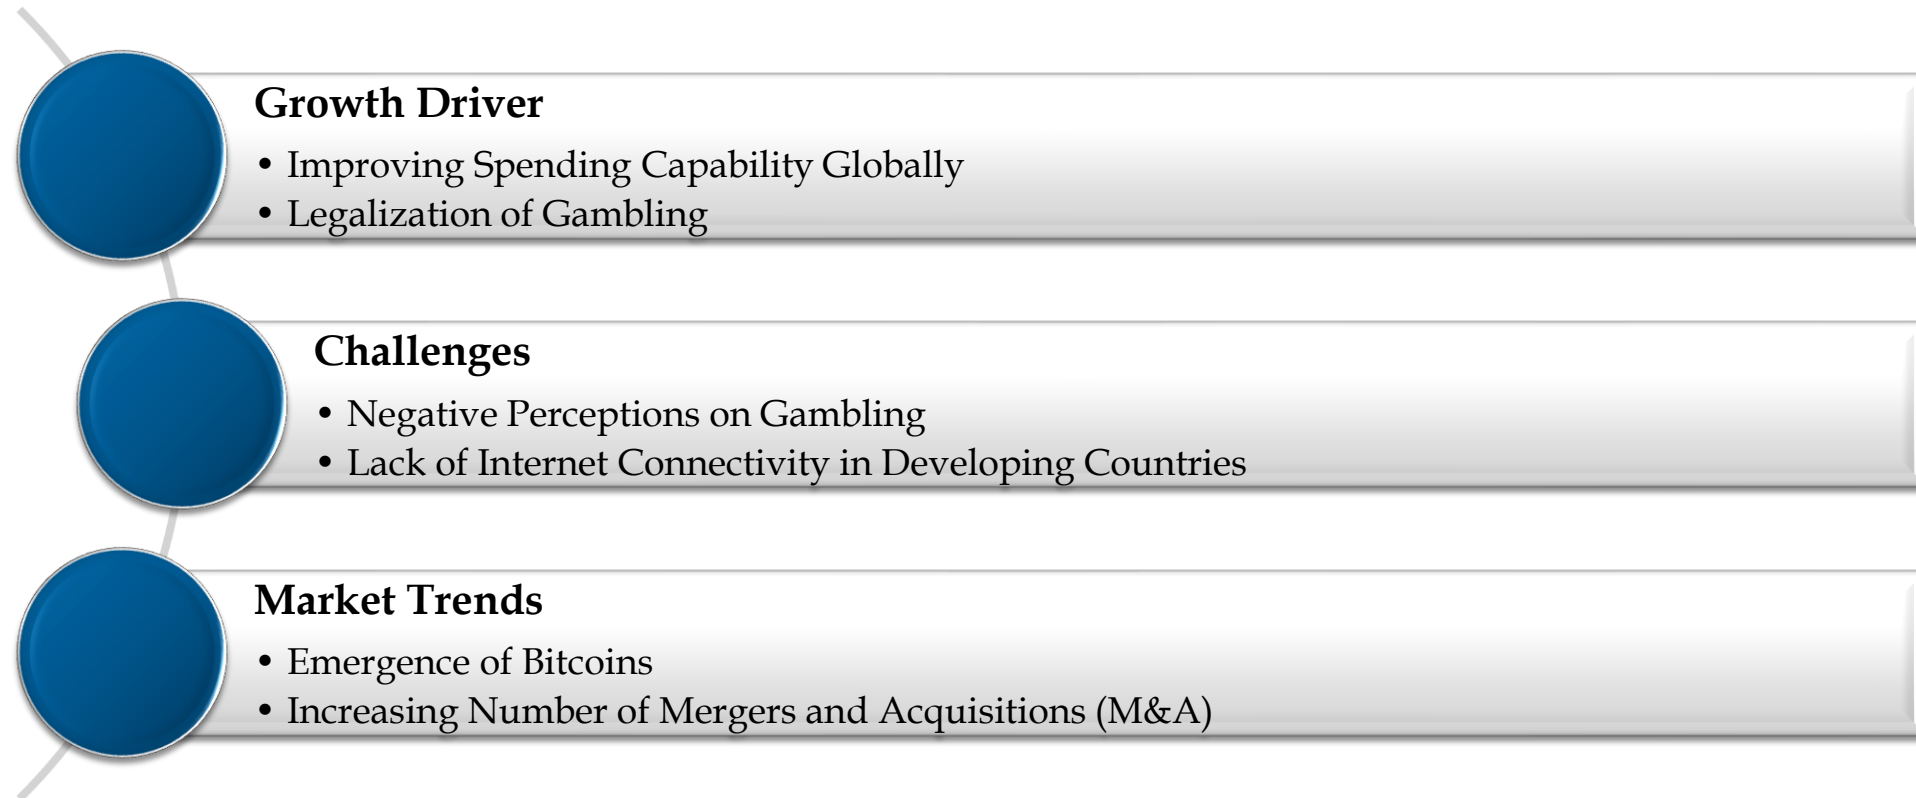 Growth Driver
• Improving Spending Capability Globally
• Legalization of Gambling
Challenges
• Negative Perceptions on Gambling
• Lack of Internet Connectivity in Developing Countries
Market Trends
• Emergence of Bitcoins
• Increasing Number of Mergers and Acquisitions (M&A)